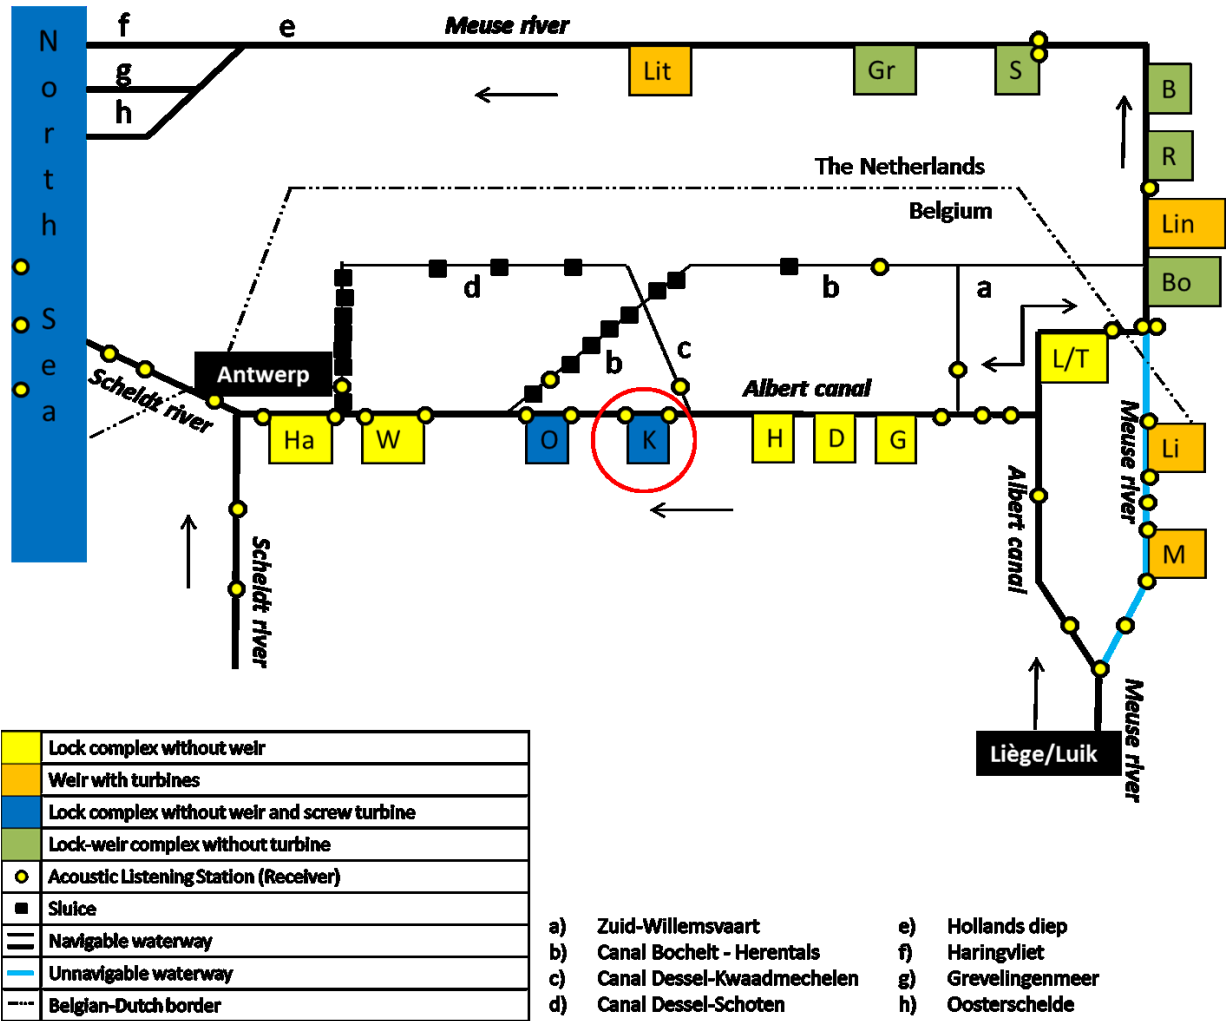 North Sea
f
e
Meuse river
g
h
Lit
Gr
S
B
R
Lin
Bo
The Netherlands
Belgium
d
b
a
b
c
L/T
Antwerp
Scheldt river
Albert canal
Ha
W
O
K
H
D
G
Meuse river
Li
M
Albert canal
Scheldt river
Meuse river
Liège/Luik
Lock complex without weir
Weir with turbines
Lock complex without weir and screw turbine
Lock-weir complex without turbine
Acoustic Listening Station (Receiver)
Sluice
Navigable waterway
Unnavigable waterway
Belgian-Dutch border
a) Zuid-Willemsvaart
b) Canal Bochelt - Herentals
c) Canal Dessel-Kwaadmechelen
d) Canal Dessel-Schoten
e) Hollands diep
f) Haringvliet
g) Grevelingenmeer
h) Oosterschelde